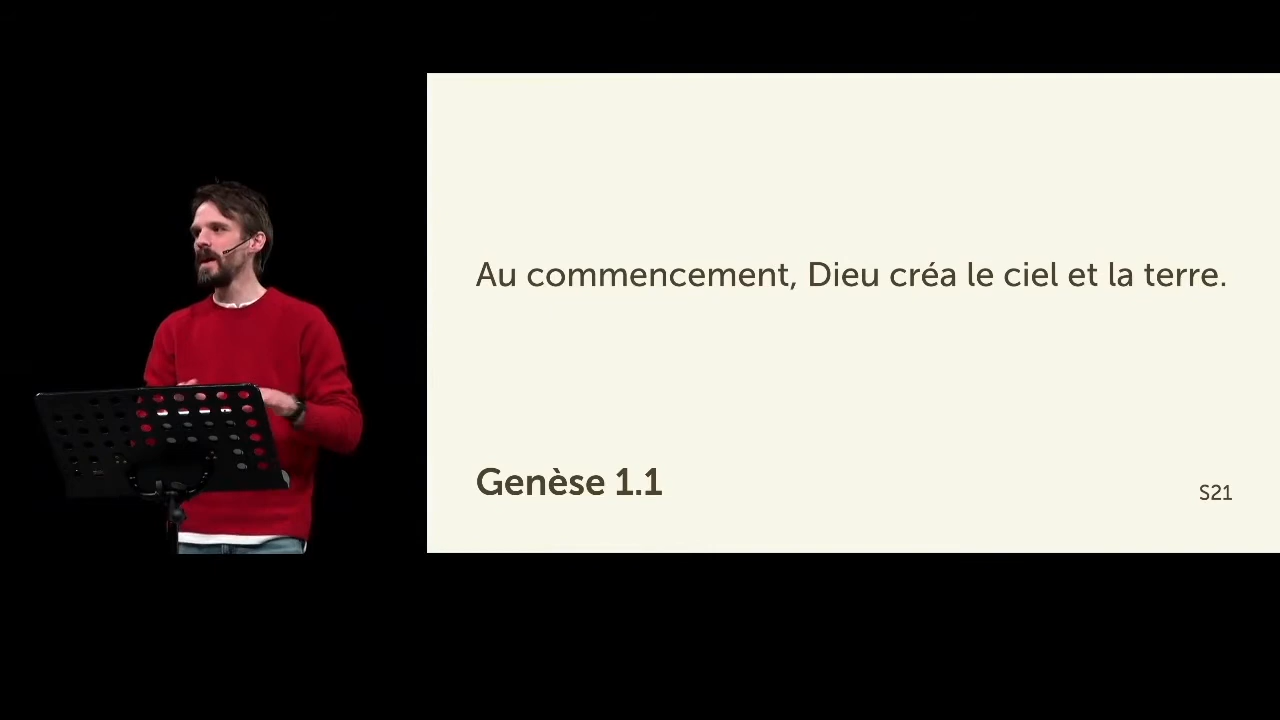 Au commencement, Dieu créa le ciel et la terre.
Genèse 1.1
S21